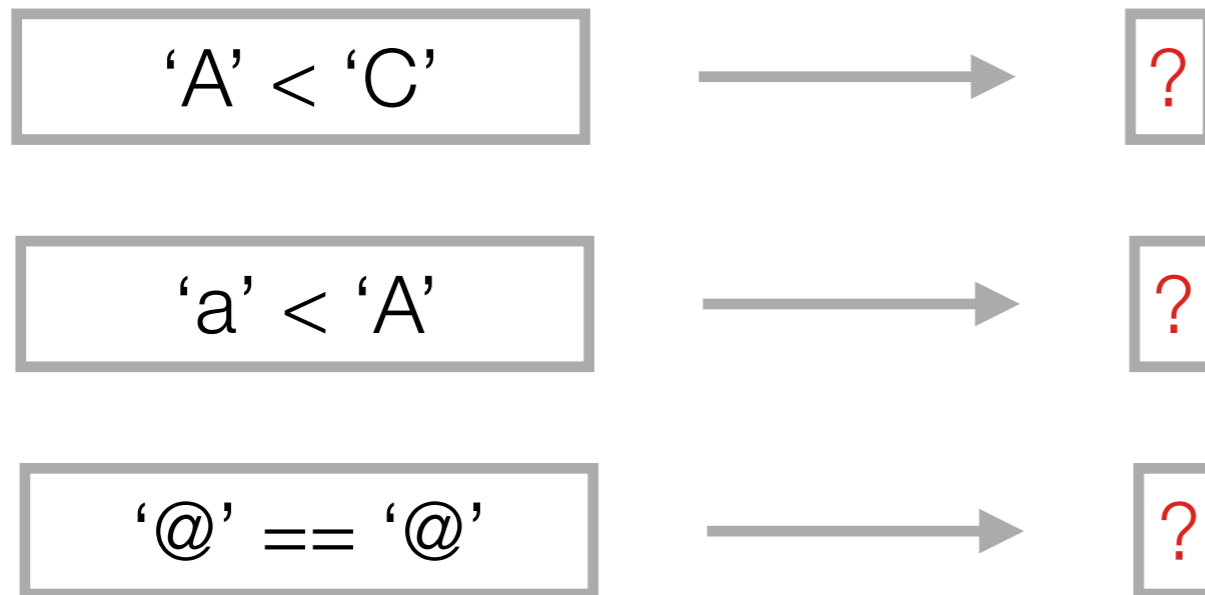 ‘A’ < ‘C’ ?
‘a’ < ‘A’ ?
‘@’ == ‘@’ ?